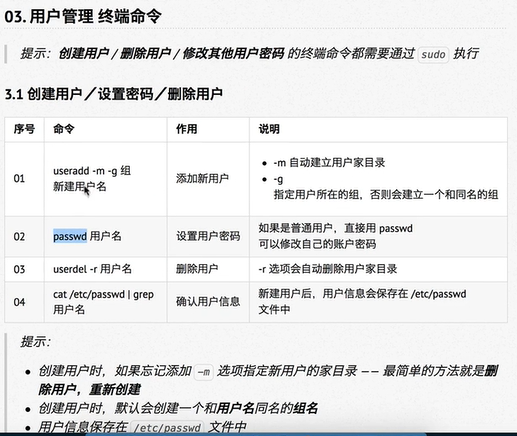 03. 用户管理 终端命令
提示：创建用户 / 删除用户 / 修改其他用户密码 的终端命令都需要通过 sudo 执行
3.1 创建用户／设置密码／删除用户
序号 命令 作用 说明
01 useradd -m -g 组 新建用户名 添加新用户 • -m 自动建立用户家目录
• -g
指定用户所在的组，否则会建立一个和同名的组
02 passwd 用户名 设置用户密码 如果是普通用户，直接用 passwd
可以修改自己的账户密码
03 userdel -r 用户名 删除用户 -r 选项会自动删除用户家目录
04 cat /etc/passwd | grep 用户名 确认用户信息 新建用户后，用户信息会保存在 /etc/passwd
文件中
提示：
• 创建用户时，如果忘记添加 -m 选项指定新用户的家目录 —— 最简单的方法就是删
除用户，重新创建
• 创建用户时，默认会创建一个和用户名同名的组名
• 用户信息保存在 /etc/passwd 文件中